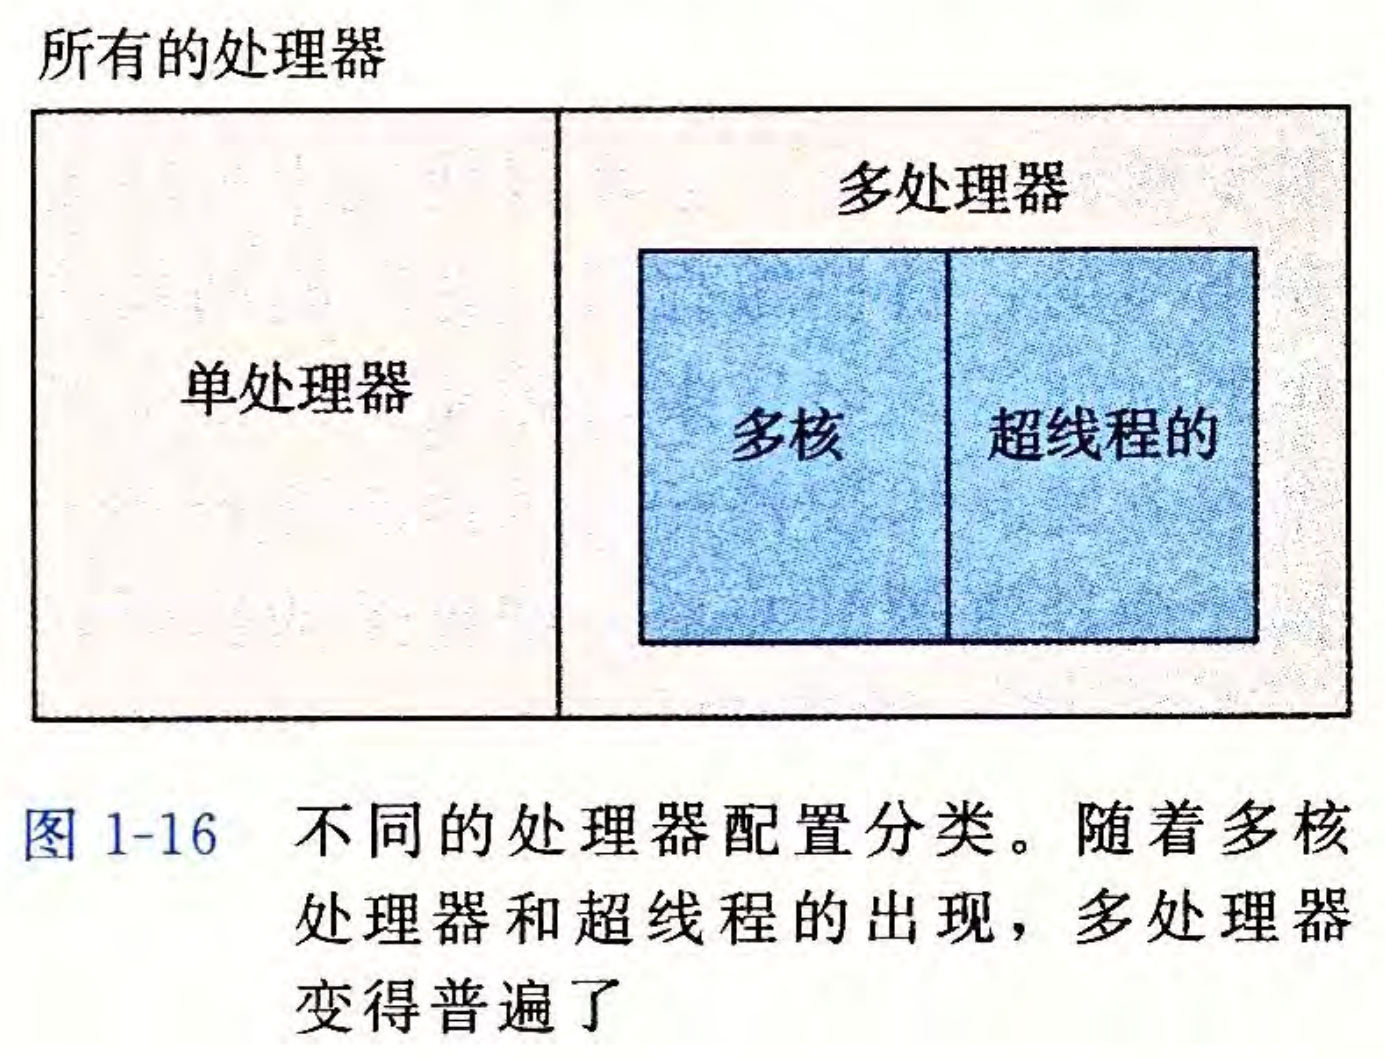 所有的处理器
多处理器
单处理器
多核
超线程的
图 1-16 不同的处理器配置分类。随着多核
处理器和超线程的出现，多处理器
变得普遍了